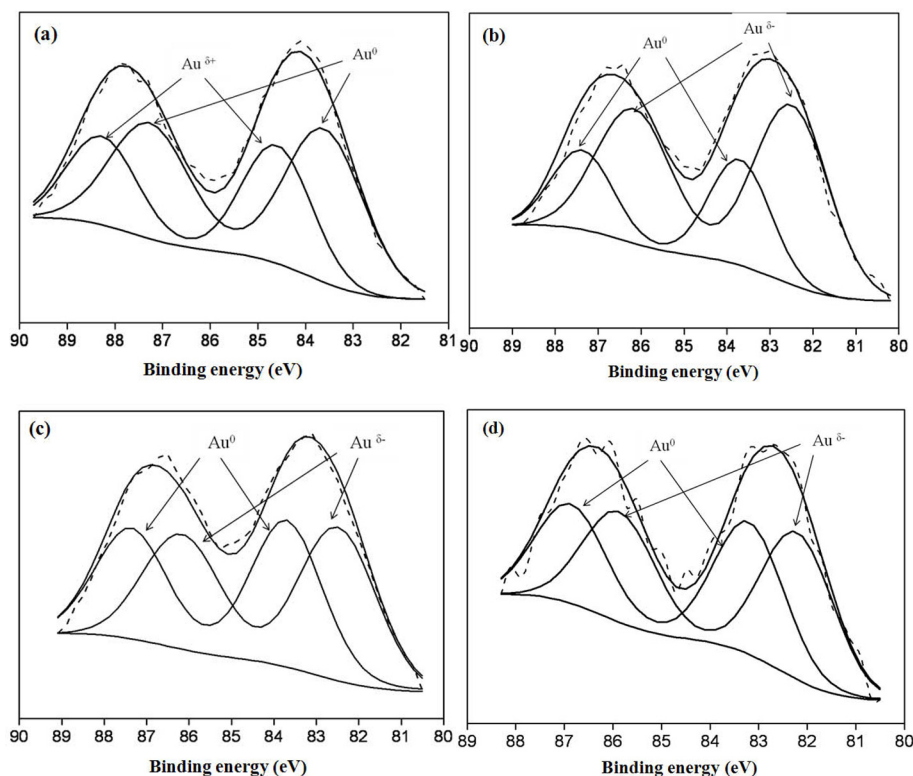 (a)
Au δ+
Au0
90 89 88 87 86 85 84 83 82 81
Binding energy (eV)
(b)
Au0
Au δ-
90 89 88 87 86 85 84 83 82 81 80
Binding energy (eV)
(c)
Au0
Au δ-
90 89 88 87 86 85 84 83 82 81 80
Binding energy (eV)
(d)
Au0
Au δ-
89 88 87 86 85 84 83 82 81 80
Binding energy (eV)